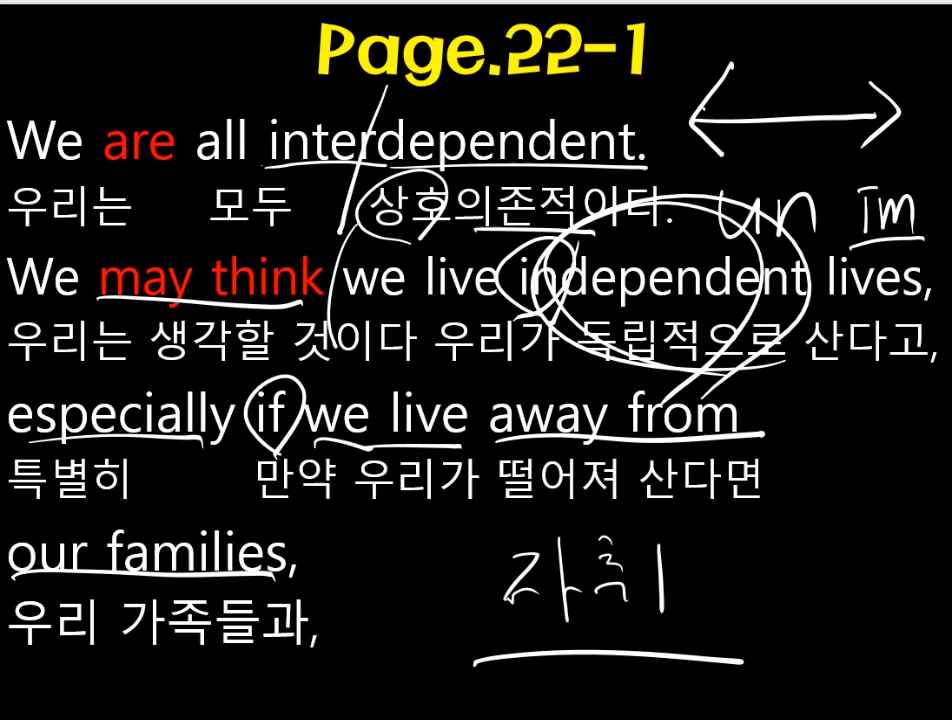 Page.22-1
We are all interdependent.
우리는 모두 상호의존적이다.
un im
We may think we live independent lives,
우리는 생각할 것이다 우리가 독립적으로 산다고,
especially if we live away from
특별히 만약 우리가 떨어져 산다면
our families,
우리 가족들과,
자취